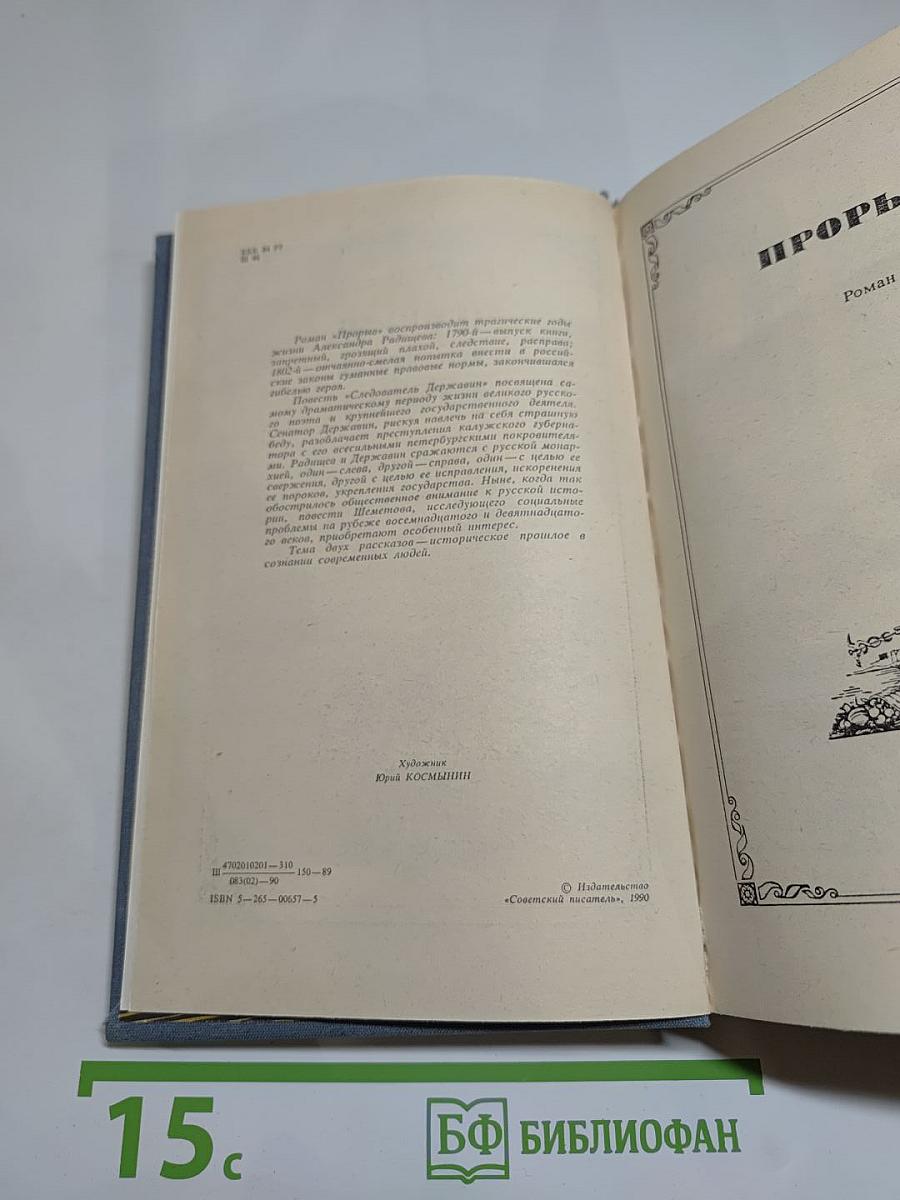 ББК 84 Р7
Ш 46
Роман «Прорыв» воспроизводит трагические годы
жизни Александра Радищева: 1790-й — выпуск книги,
запретный, грозящий плахой, следствие, расправа;
1802-й — отчаянно-смелая попытка внести в россий-
ские законы гуманные правовые нормы, закончившаяся
гибелью героя.
Повесть «Следователь Державин» посвящена са-
мому драматическому периоду жизни великого русско-
го поэта и крупнейшего государственного деятеля.
Сенатор Державин, рискуя навлечь на себя страшную
беду, разоблачает преступления калужского губерна-
тора с его всесильными петербургскими покровителя-
ми. Радищев и Державин сражаются с русской монар-
хией, один — слева, другой — справа, один — с целью ее
свержения, другой с целью ее исправления, искоренения
ее пороков, укрепления государства. Ныне, когда так
обострилось общественное внимание к русской исто-
рии, повести Шеметова, исследующего социальные
проблемы на рубеже восемнадцатого и девятнадцато-
го веков, приобретают особенный интерес.
Тема двух рассказов — историческое прошлое в
сознании современных людей.
Художник
Юрий КОСМЫНИН
Ш 4702010201—310 150—89
083(02)—90
ISBN 5—265—00657—5
© Издательство
«Советский писатель», 1990
ПРОРЫ
Роман
15 с
БФ БИБЛИОФАН